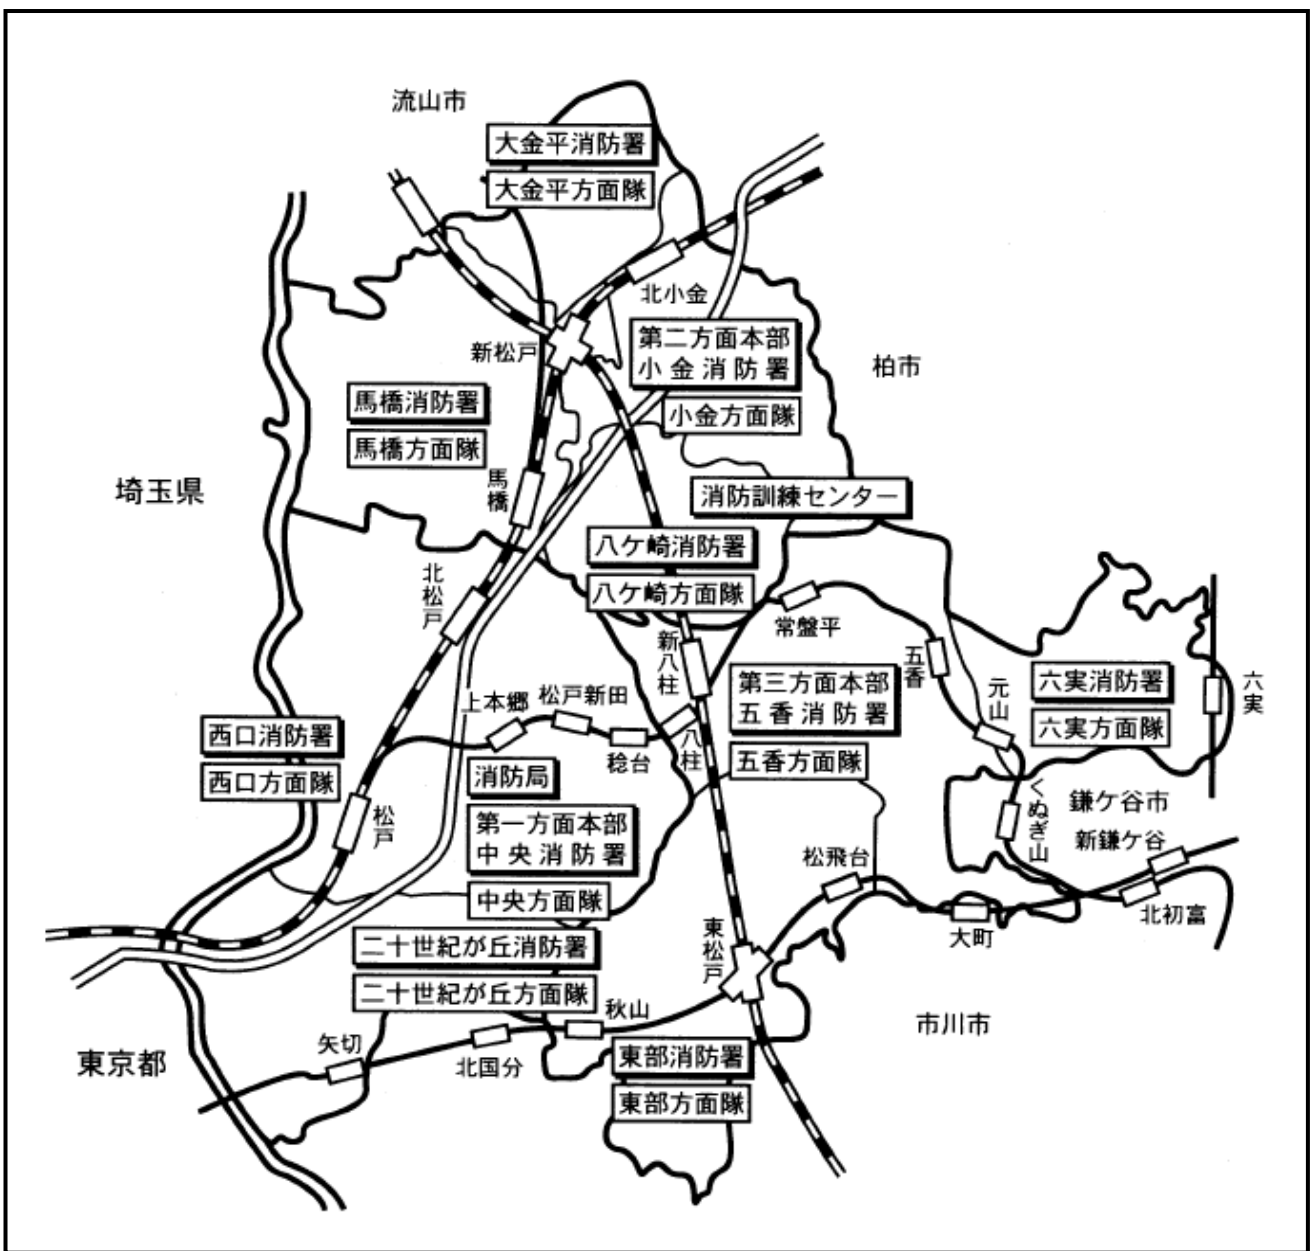 流山市
大金平消防署
大金平方面隊
北小金
新松戸
第二方面本部
小金消防署
小金方面隊
柏市
馬橋消防署
馬橋方面隊
馬橋
埼玉県
消防訓練センター
八ケ崎消防署
八ケ崎方面隊
北松戸
常盤平
新八柱
五香
元山
六実消防署
六実方面隊
六実
第三方面本部
五香消防署
五香方面隊
上本郷
松戸新田
稔台
八柱
西口消防署
西口方面隊
松戸
消防局
第一方面本部
中央消防署
中央方面隊
くぬぎ山
鎌ケ谷市
新鎌ケ谷
北初富
松飛台
大町
東松戸
二十世紀が丘消防署
二十世紀が丘方面隊
秋山
矢切
北国分
市川市
東京都
東部消防署
東部方面隊